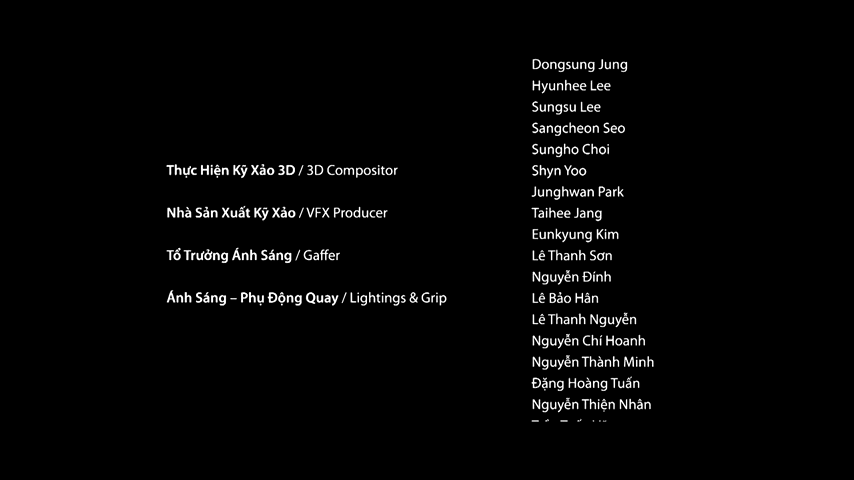 Dongsung Jung
Hyunhee Lee
Sungsu Lee
Sangcheon Seo
Sungho Choi
Thực Hiện Kỹ Xảo 3D / 3D Compositor Shyn Yoo
Junghwan Park
Nhà Sản Xuất Kỹ Xảo / VFX Producer Taihee Jang
Eunkyung Kim
Tổ Trưởng Ánh Sáng / Gaffer Lê Thanh Sơn
Nguyễn Đính
Ánh Sáng – Phụ Động Quay / Lightings & Grip Lê Bảo Hân
Lê Thanh Nguyễn
Nguyễn Chí Hoanh
Nguyễn Thành Minh
Đặng Hoàng Tuấn
Nguyễn Thiện Nhân